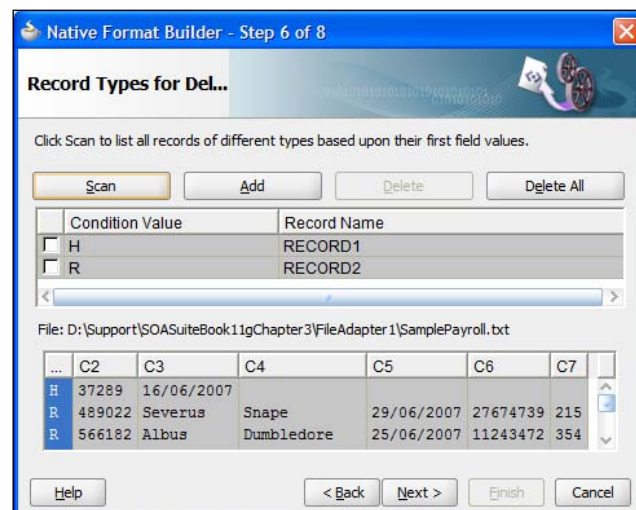 Native Format Builder - Step 6 of 8
Record Types for Del...
Click Scan to list all records of different types based upon their first field values.
Scan Add Delete Delete All
Condition Value Record Name
H RECORD1
R RECORD2
File: D:\Support\SOASuiteBook11gChapter3\FileAdapter1\SamplePayroll.txt
... C2 C3 C4 C5 C6 C7
H 37289 16/06/2007
R 489022 Severus Snape 29/06/2007 27674739 215
R 566182 Albus Dumbledore 25/06/2007 11243472 354
Help < Back Next > Finish Cancel